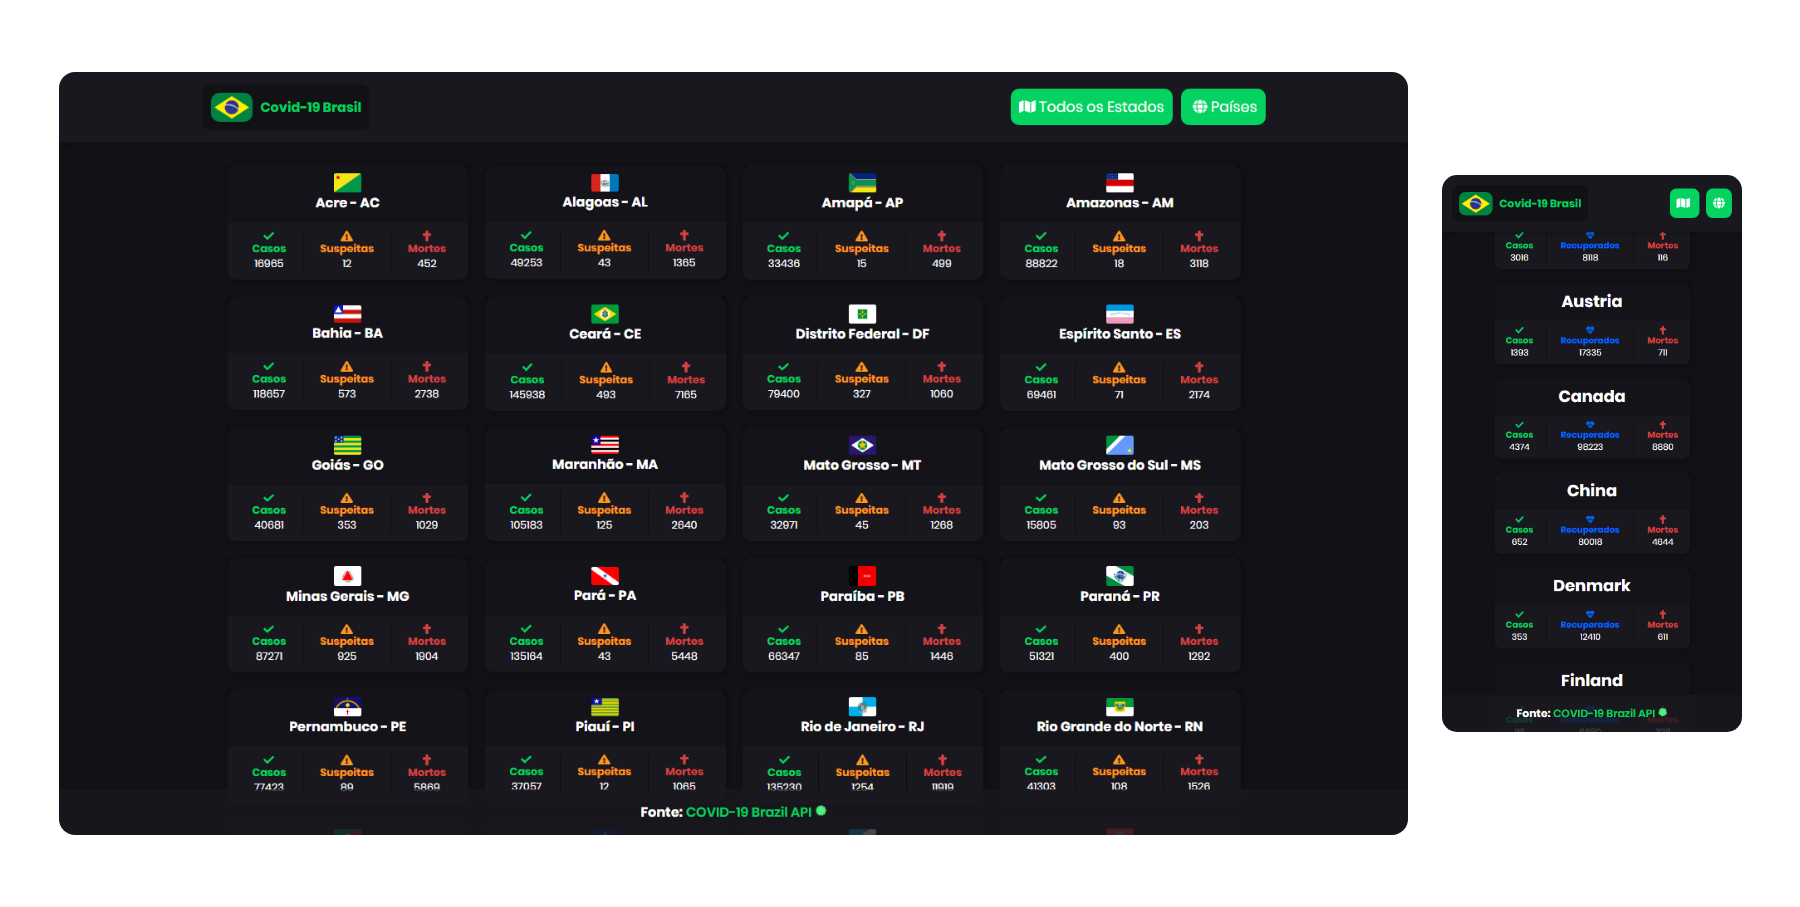 Covid-19 Brasil
Todos os Estados Países
Acre - AC Alagoas - AL Amapá - AP Amazonas - AM
Casos Suspeitas Mortes Casos Suspeitas Mortes Casos Suspeitas Mortes Casos Suspeitas Mortes
16965 12 452 49253 43 1365 33436 15 499 88822 18 3118
Bahia - BA Ceará - CE Distrito Federal - DF Espírito Santo - ES
Casos Suspeitas Mortes Casos Suspeitas Mortes Casos Suspeitas Mortes Casos Suspeitas Mortes
118657 573 2738 145938 493 7165 79400 327 1060 69461 71 2174
Goiás - GO Maranhão - MA Mato Grosso - MT Mato Grosso do Sul - MS
Casos Suspeitas Mortes Casos Suspeitas Mortes Casos Suspeitas Mortes Casos Suspeitas Mortes
40681 353 1029 105183 125 2640 32971 45 1268 15805 93 203
Minas Gerais - MG Pará - PA Paraíba - PB Paraná - PR
Casos Suspeitas Mortes Casos Suspeitas Mortes Casos Suspeitas Mortes Casos Suspeitas Mortes
87271 925 1904 135164 43 5448 66347 85 1446 51321 400 1292
Pernambuco - PE Piauí - PI Rio de Janeiro - RJ Rio Grande do Norte - RN
Casos Suspeitas Mortes Casos Suspeitas Mortes Casos Suspeitas Mortes Casos Suspeitas Mortes
77423 89 5869 37057 12 1065 135230 1254 11919 41303 108 1526
Fonte: COVID-19 Brazil API
Covid-19 Brasil
Casos Recuperados Mortes
3016 8118 116
Austria
Casos Recuperados Mortes
1393 17335 711
Canada
Casos Recuperados Mortes
4374 98223 8880
China
Casos Recuperados Mortes
652 80018 4644
Denmark
Casos Recuperados Mortes
353 12410 611
Finland
Fonte: COVID-19 Brazil API